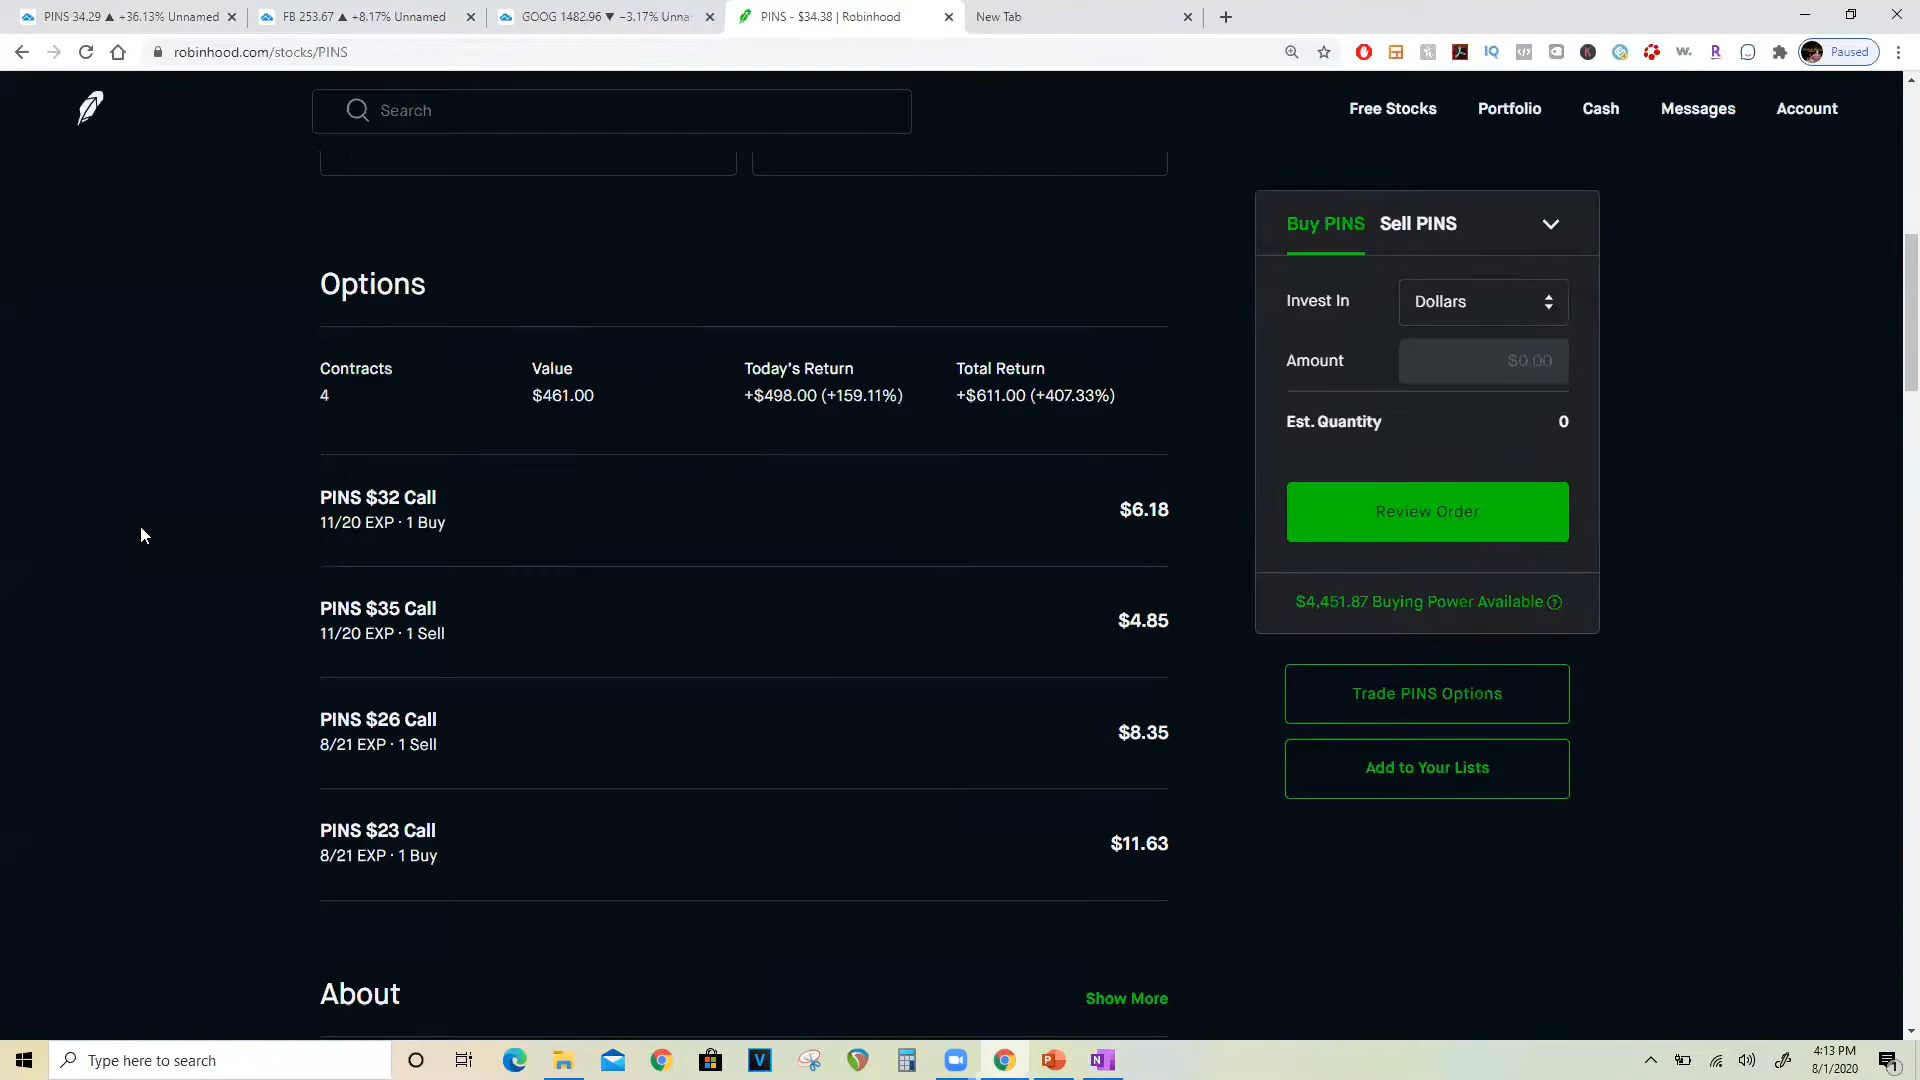 PINS 34.29 ▲ +36.13% Unnamed
FB 253.67 ▲ +8.17% Unnamed
GOOG 1482.96 ▼ −3.17% Unna
PINS - $34.38 | Robinhood
New Tab
robinhood.com/stocks/PINS
Paused
Search
Free Stocks
Portfolio
Cash
Messages
Account
Buy PINS
Sell PINS
Invest In
Dollars
Amount
$0.00
Est. Quantity
0
Review Order
$4,451.87 Buying Power Available
Trade PINS Options
Add to Your Lists
Options
Contracts
4
Value
$461.00
Today's Return
+$498.00 (+159.11%)
Total Return
+$611.00 (+407.33%)
PINS $32 Call
11/20 EXP · 1 Buy
$6.18
PINS $35 Call
11/20 EXP · 1 Sell
$4.85
PINS $26 Call
8/21 EXP · 1 Sell
$8.35
PINS $23 Call
8/21 EXP · 1 Buy
$11.63
About
Show More
Type here to search
4:13 PM
8/1/2020